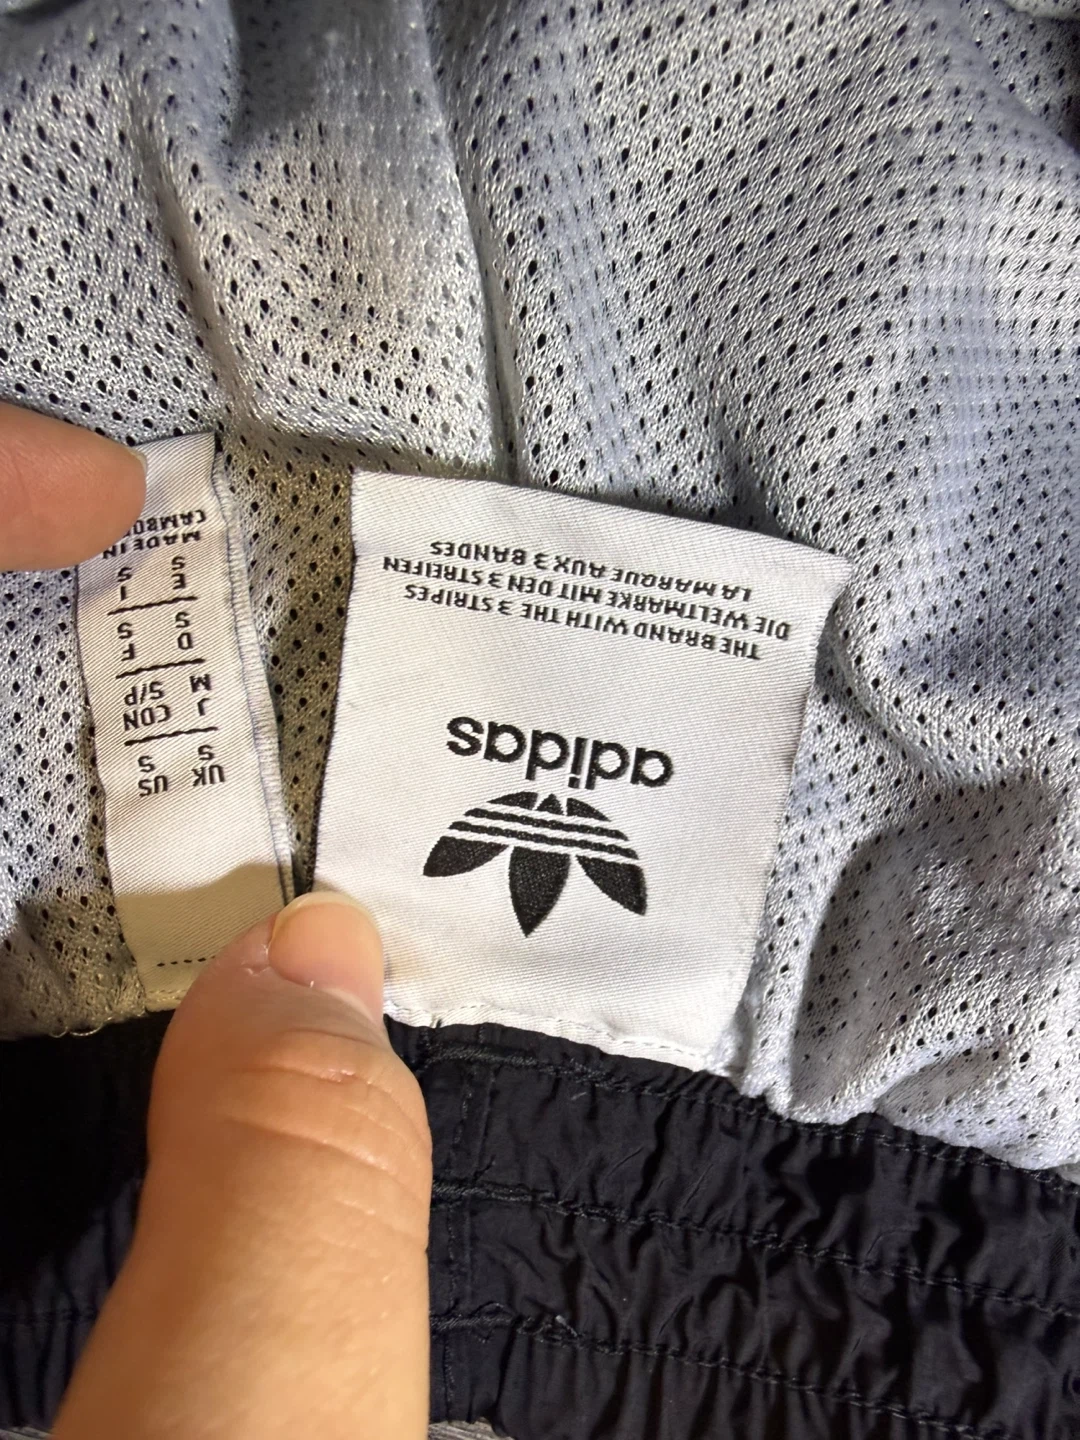 adidas
THE BRAND WITH THE 3 STRIPES
DIE WELTMARKE MIT DEN 3 STREIFEN
LA MARQUE AUX 3 BANDES
UK US
S S
J CON
M S/P
D F
S S
E I
S S
MADE IN